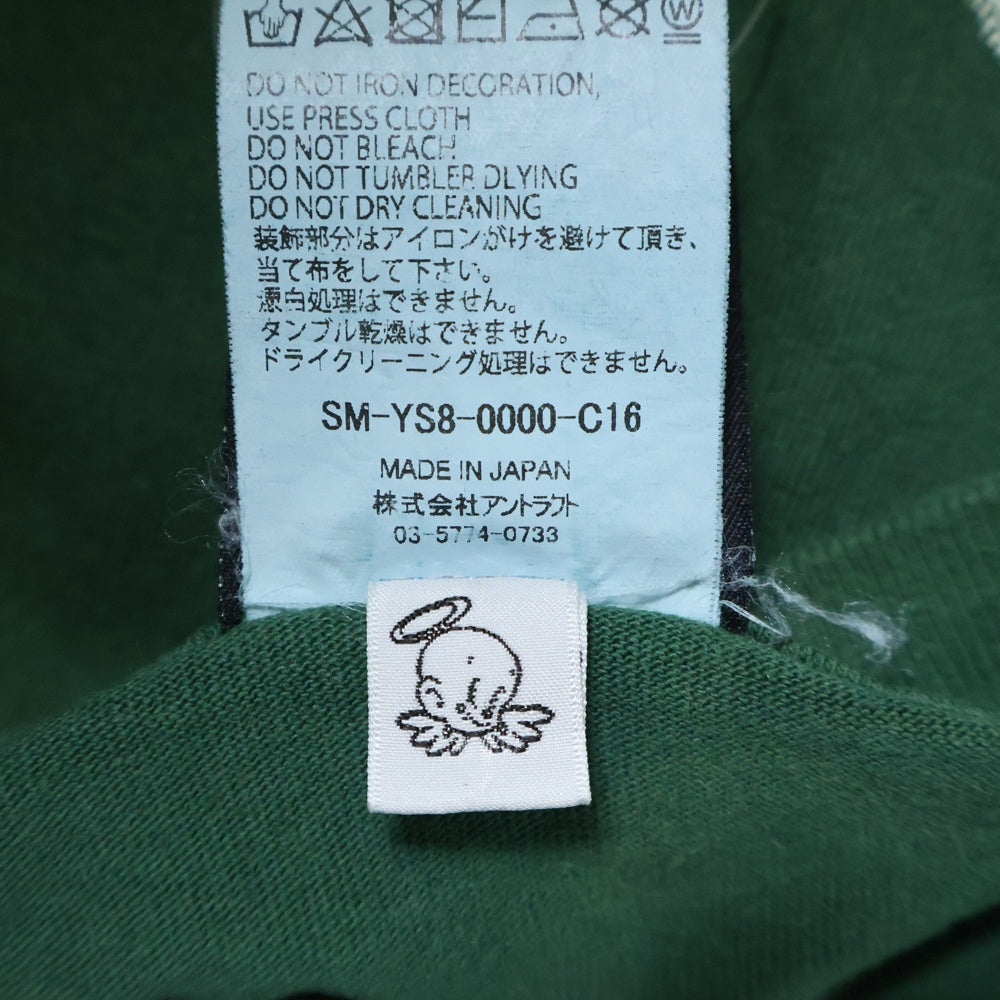 DO NOT IRON DECORATION,
USE PRESS CLOTH
DO NOT BLEACH
DO NOT TUMBLER DLYING
DO NOT DRY CLEANING
装飾部分はアイロンがけを避けて頂き、
当て布をして下さい。
漂白処理はできません。
タンブル乾燥はできません。
ドライクリーニング処理はできません。
SM-YS8-0000-C16
MADE IN JAPAN
株式会社アントラフト
03-5774-0733